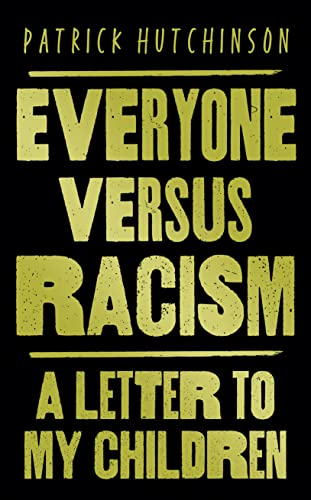 PATRICK HUTCHINSON
EVERYONE
VERSUS
RACISM
A LETTER TO
MY CHILDREN